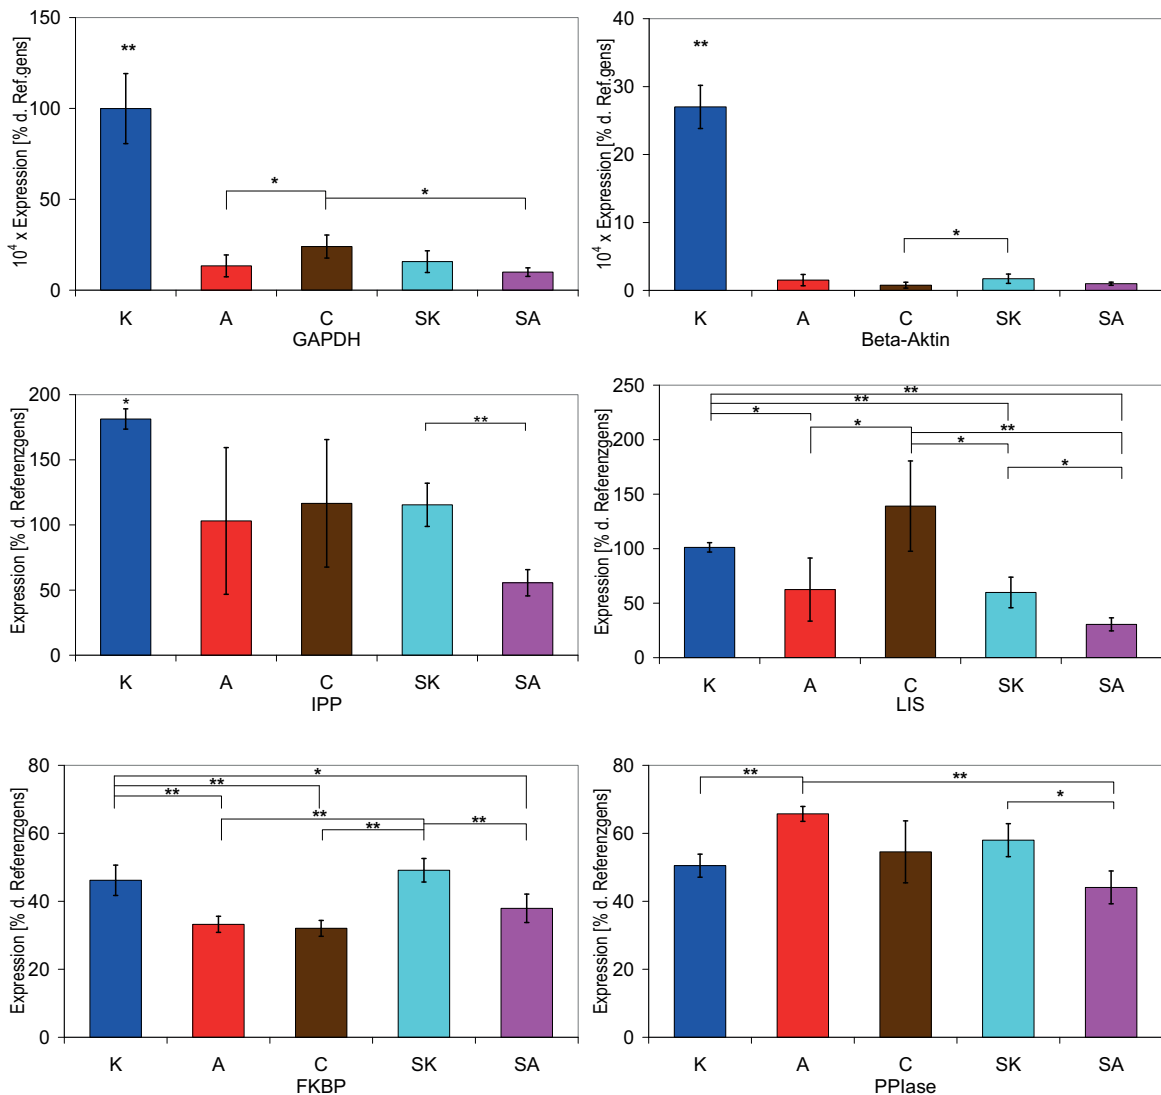 150
100
50
0
10⁴ x Expression [% d. Ref.gens]
**
*
*
K A C SK SA
GAPDH
40
30
20
10
0
10⁴ x Expression [% d. Ref.gens]
**
*
K A C SK SA
Beta-Aktin
200
150
100
50
0
Expression [% d. Referenzgens]
*
**
K A C SK SA
IPP
250
200
150
100
50
0
Expression [% d. Referenzgens]
**
**
*
*
**
*
*
K A C SK SA
LIS
80
60
40
20
0
Expression [% d. Referenzgens]
*
**
**
**
**
**
K A C SK SA
FKBP
80
60
40
20
0
Expression [% d. Referenzgens]
**
**
*
K A C SK SA
PPIase